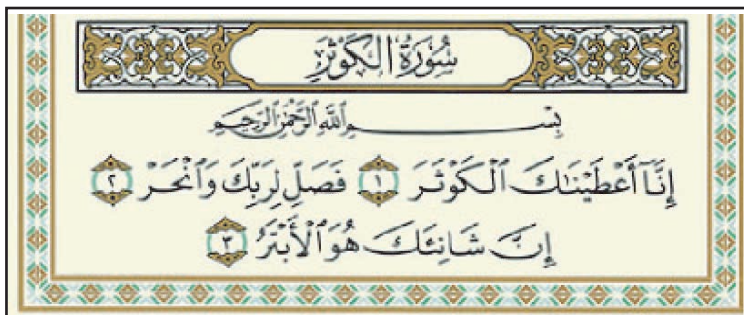 سُورَةُ الكَوْثَرِ
بِسْمِ ٱللَّهِ ٱلرَّحْمَٰنِ ٱلرَّحِيمِ
إِنَّآ أَعْطَيْنَٰكَ ٱلْكَوْثَرَ ١ فَصَلِّ لِرَبِّكَ وَٱنْحَرْ ٢
إِنَّ شَانِئَكَ هُوَ ٱلْأَبْتَرُ ٣